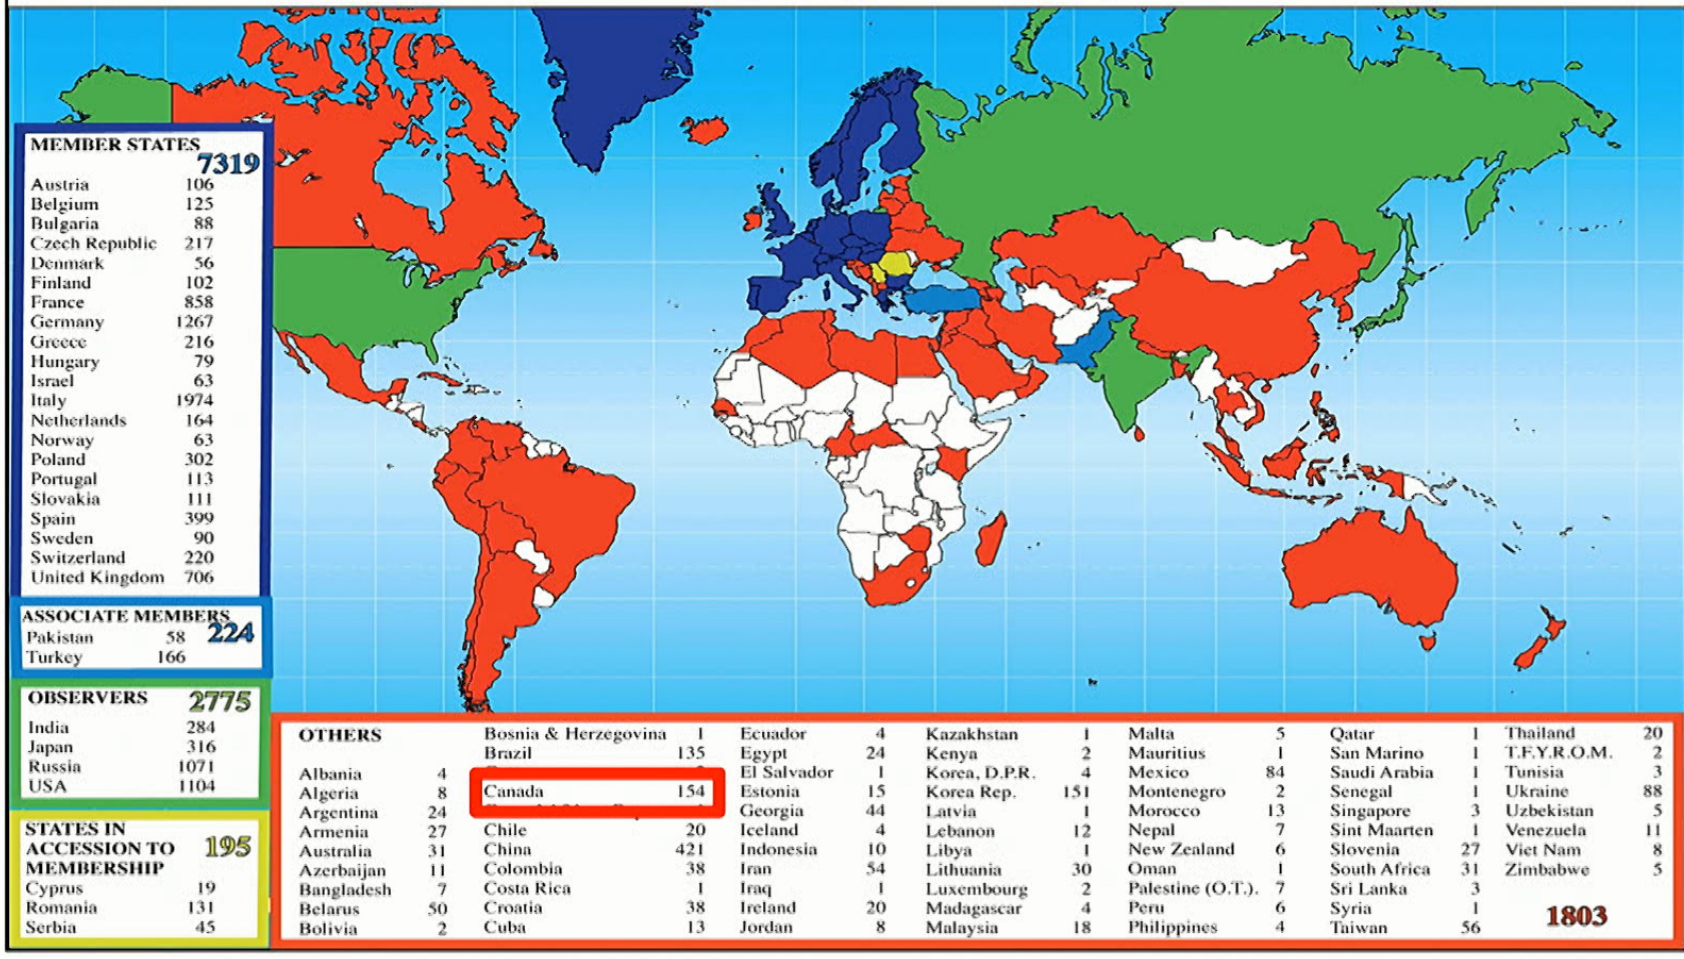 MEMBER STATES
7319
Austria 106
Belgium 125
Bulgaria 88
Czech Republic 217
Denmark 56
Finland 102
France 858
Germany 1267
Greece 216
Hungary 79
Israel 63
Italy 1974
Netherlands 164
Norway 63
Poland 302
Portugal 113
Slovakia 111
Spain 399
Sweden 90
Switzerland 220
United Kingdom 706
ASSOCIATE MEMBERS
224
Pakistan 58
Turkey 166
OBSERVERS 2775
India 284
Japan 316
Russia 1071
USA 1104
STATES IN
ACCESSION TO 195
MEMBERSHIP
Cyprus 19
Romania 131
Serbia 45
OTHERS
Albania 4
Algeria 8
Argentina 24
Armenia 27
Australia 31
Azerbaijan 11
Bangladesh 7
Belarus 50
Bolivia 2
Bosnia & Herzegovina 1
Brazil 135
Canada 154
Chile 20
China 421
Colombia 38
Costa Rica 1
Croatia 38
Cuba 13
Ecuador 4
Egypt 24
El Salvador 1
Estonia 15
Georgia 44
Iceland 4
Indonesia 10
Iran 54
Iraq 1
Ireland 20
Jordan 8
Kazakhstan 1
Kenya 2
Korea, D.P.R. 4
Korea Rep. 151
Latvia 1
Lebanon 12
Libya 1
Lithuania 30
Luxembourg 2
Madagascar 4
Malaysia 18
Malta 5
Mauritius 1
Mexico 84
Montenegro 2
Morocco 13
Nepal 7
New Zealand 6
Oman 1
Palestine (O.T.). 7
Peru 6
Philippines 4
Qatar 1
San Marino 1
Saudi Arabia 1
Senegal 1
Singapore 3
Sint Maarten 1
Slovenia 27
South Africa 31
Sri Lanka 3
Syria 1
Taiwan 56
Thailand 20
T.F.Y.R.O.M. 2
Tunisia 3
Ukraine 88
Uzbekistan 5
Venezuela 11
Viet Nam 8
Zimbabwe 5
1803